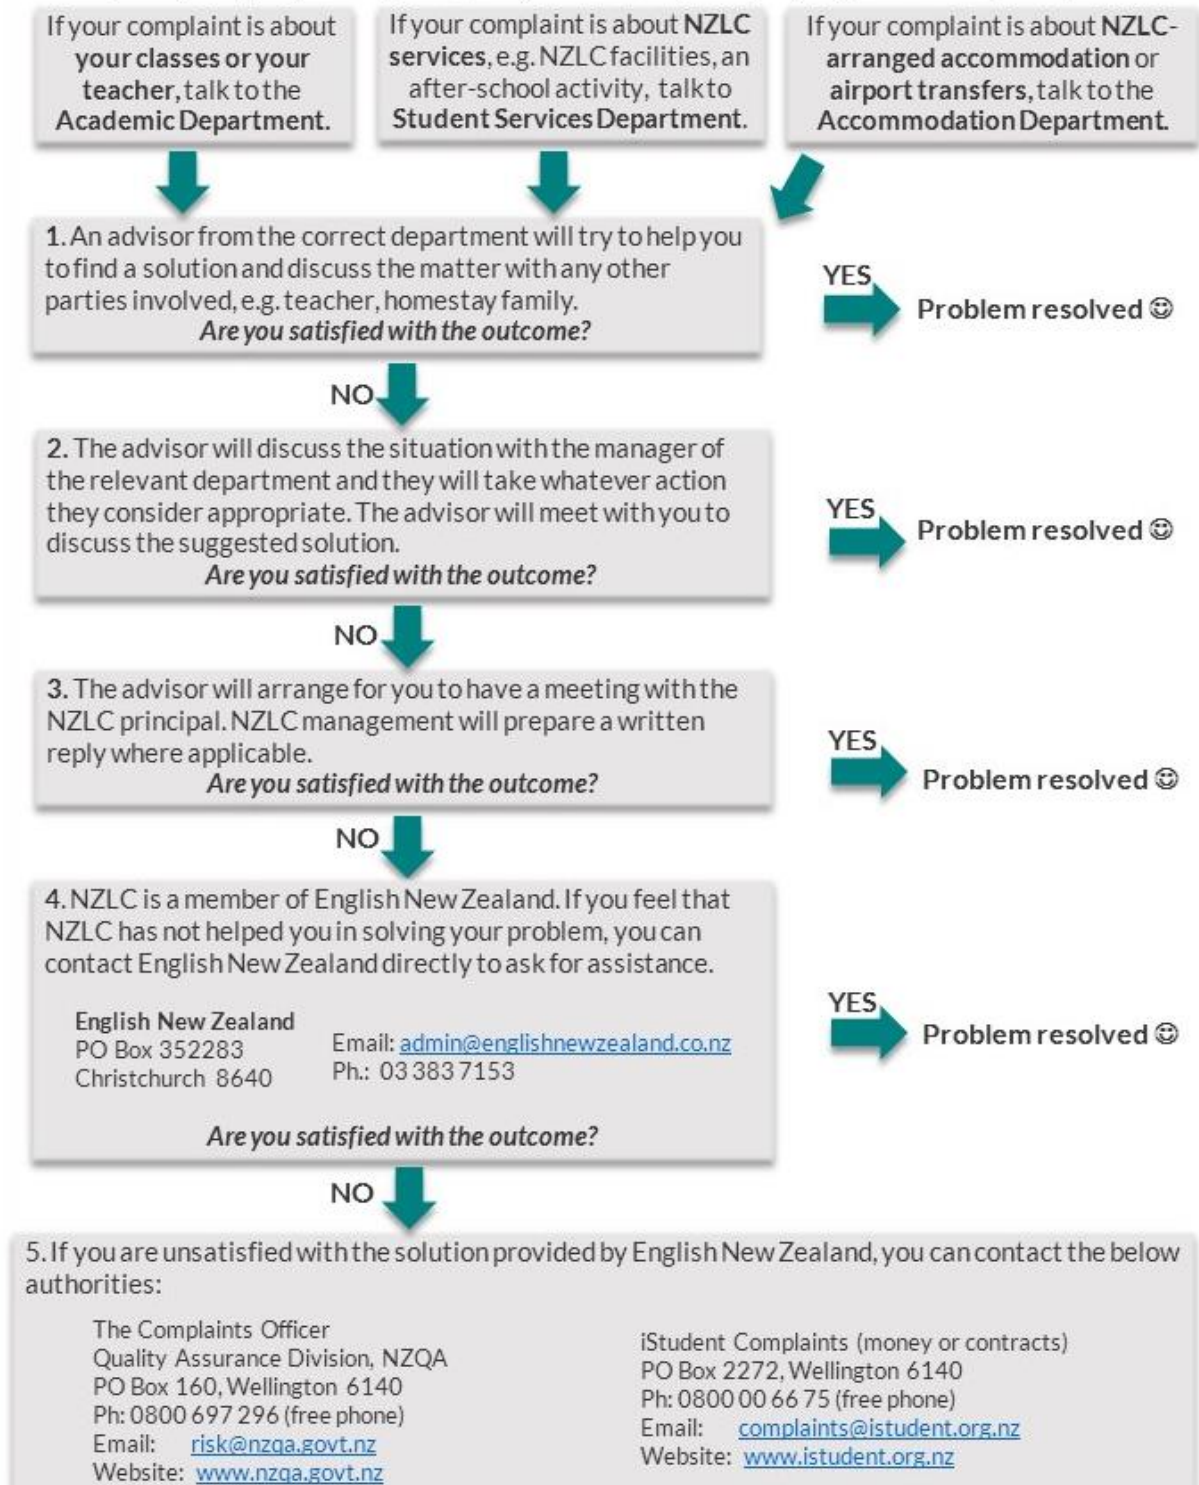 If your complaint is about
your classes or your
teacher, talk to the
Academic Department.
If your complaint is about NZLC
services, e.g. NZLC facilities, an
after-school activity, talk to
Student Services Department.
If your complaint is about NZLC-
arranged accommodation or
airport transfers, talk to the
Accommodation Department.
1. An advisor from the correct department will try to help you
to find a solution and discuss the matter with any other
parties involved, e.g. teacher, homestay family.
Are you satisfied with the outcome?
YES
Problem resolved ☺
NO
2. The advisor will discuss the situation with the manager of
the relevant department and they will take whatever action
they consider appropriate. The advisor will meet with you to
discuss the suggested solution.
Are you satisfied with the outcome?
YES
Problem resolved ☺
NO
3. The advisor will arrange for you to have a meeting with the
NZLC principal. NZLC management will prepare a written
reply where applicable.
Are you satisfied with the outcome?
YES
Problem resolved ☺
NO
4. NZLC is a member of English New Zealand. If you feel that
NZLC has not helped you in solving your problem, you can
contact English New Zealand directly to ask for assistance.
English New Zealand
PO Box 352283
Christchurch 8640
Email: admin@englishnewzealand.co.nz
Ph.: 03 383 7153
Are you satisfied with the outcome?
YES
Problem resolved ☺
NO
5. If you are unsatisfied with the solution provided by English New Zealand, you can contact the below
authorities:
The Complaints Officer
Quality Assurance Division, NZQA
PO Box 160, Wellington 6140
Ph: 0800 697 296 (free phone)
Email: risk@nzqa.govt.nz
Website: www.nzqa.govt.nz
iStudent Complaints (money or contracts)
PO Box 2272, Wellington 6140
Ph: 0800 00 66 75 (free phone)
Email: complaints@istudent.org.nz
Website: www.istudent.org.nz